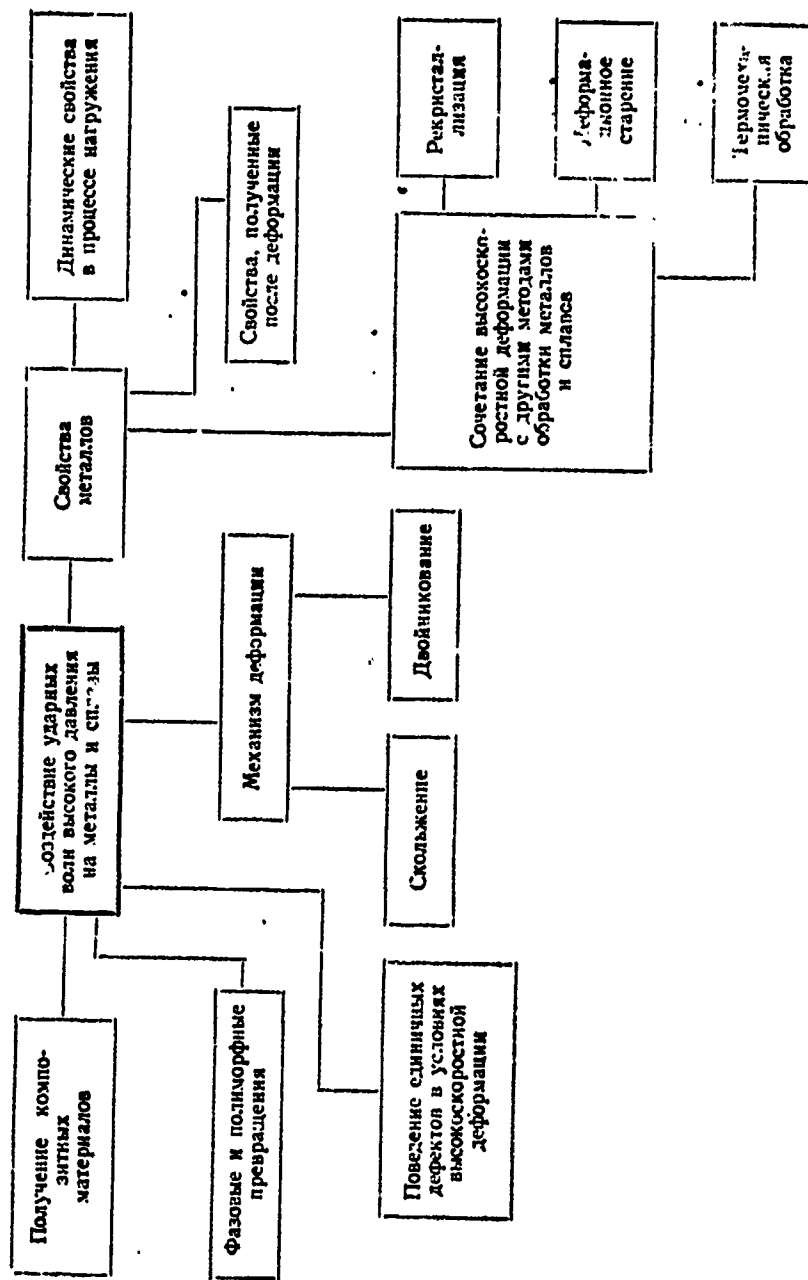 Получение компо-
зитных
материалов
Воздействие ударных
волн высокого давления
на металлы и сплавы
Свойства
металлов
Динамические свойства
в процессе нагружения
Фазовые и полиморфные
превращения
Механизм деформации
Свойства, полученные
после деформации
Поведение единичных
дефектов в условиях
высокоскоростной
деформации
Скольжение
Двойникование
Сочетание высокоско-
ростной деформации
с другими методами
обработки металлов
и сплавов
Рекристал-
лизация
Деформа-
ционное
старение
Термомеха-
ническая
обработка